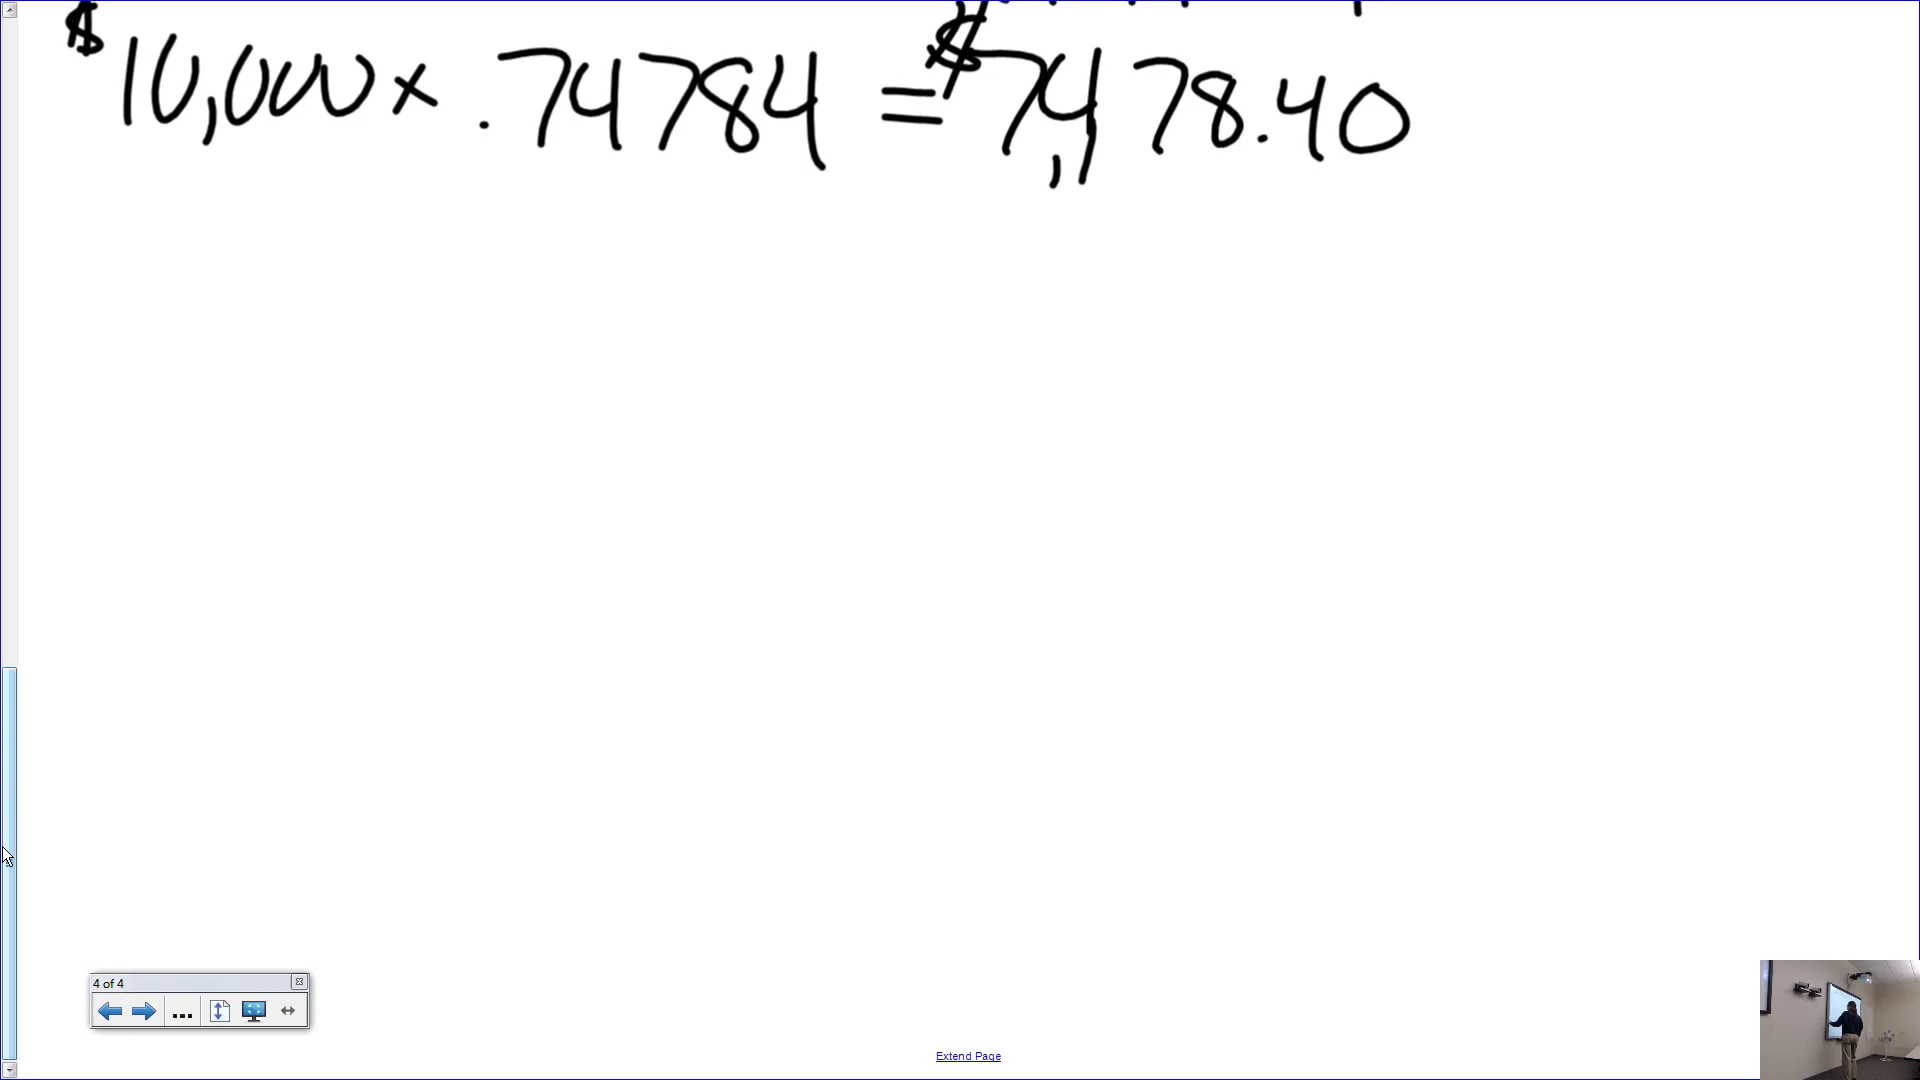 $10,000 x .74784 = $7,478.40
4 of 4
Extend Page